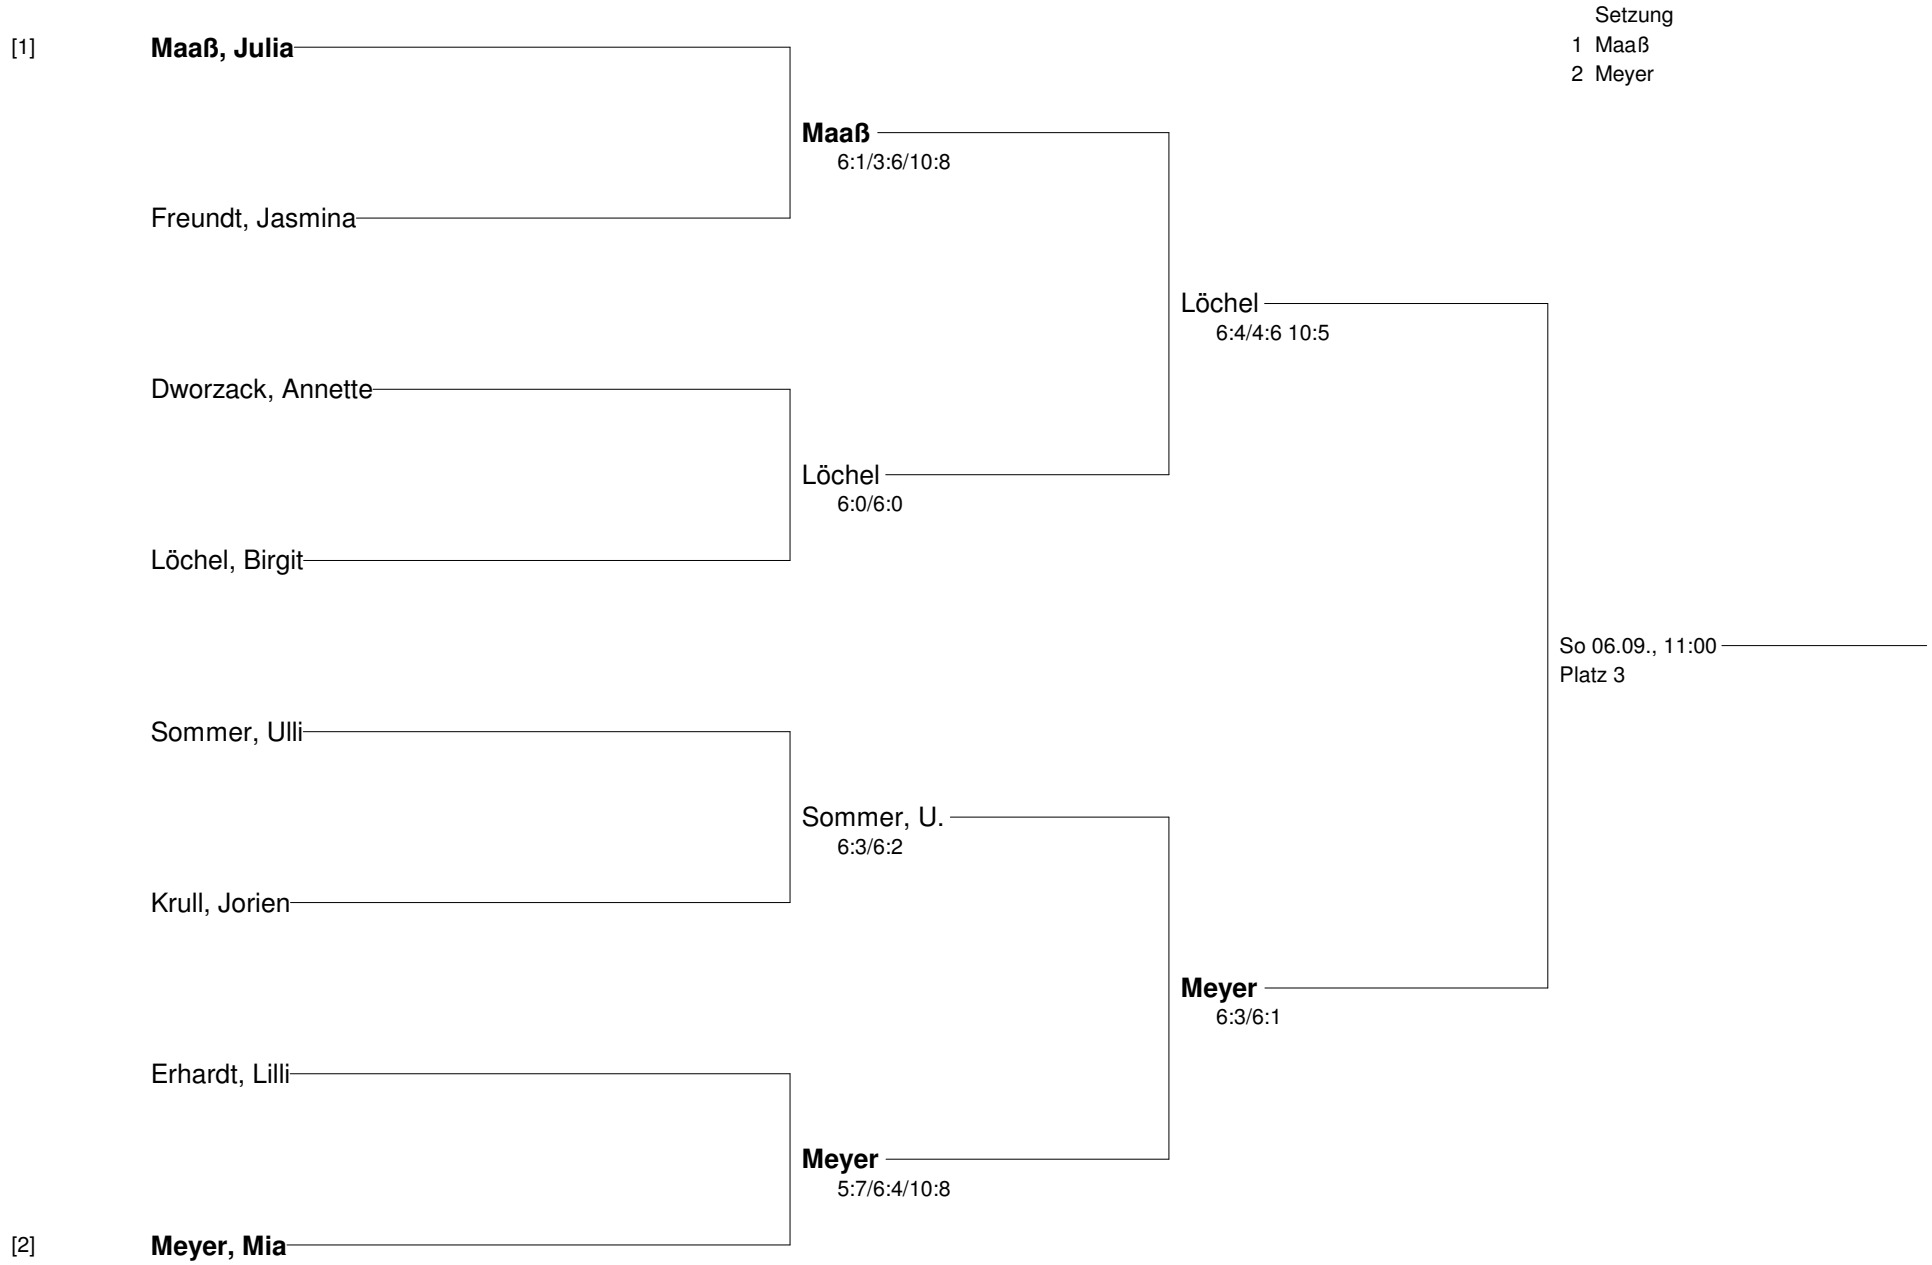 Setzung
1 Maaß
2 Meyer
[1] Maaß, Julia
Maaß
6:1/3:6/10:8
Freundt, Jasmina
Löchel
6:4/4:6 10:5
Dworzack, Annette
Löchel
6:0/6:0
Löchel, Birgit
So 06.09., 11:00
Platz 3
Sommer, Ulli
Sommer, U.
6:3/6:2
Krull, Jorien
Meyer
6:3/6:1
Erhardt, Lilli
Meyer
5:7/6:4/10:8
[2] Meyer, Mia